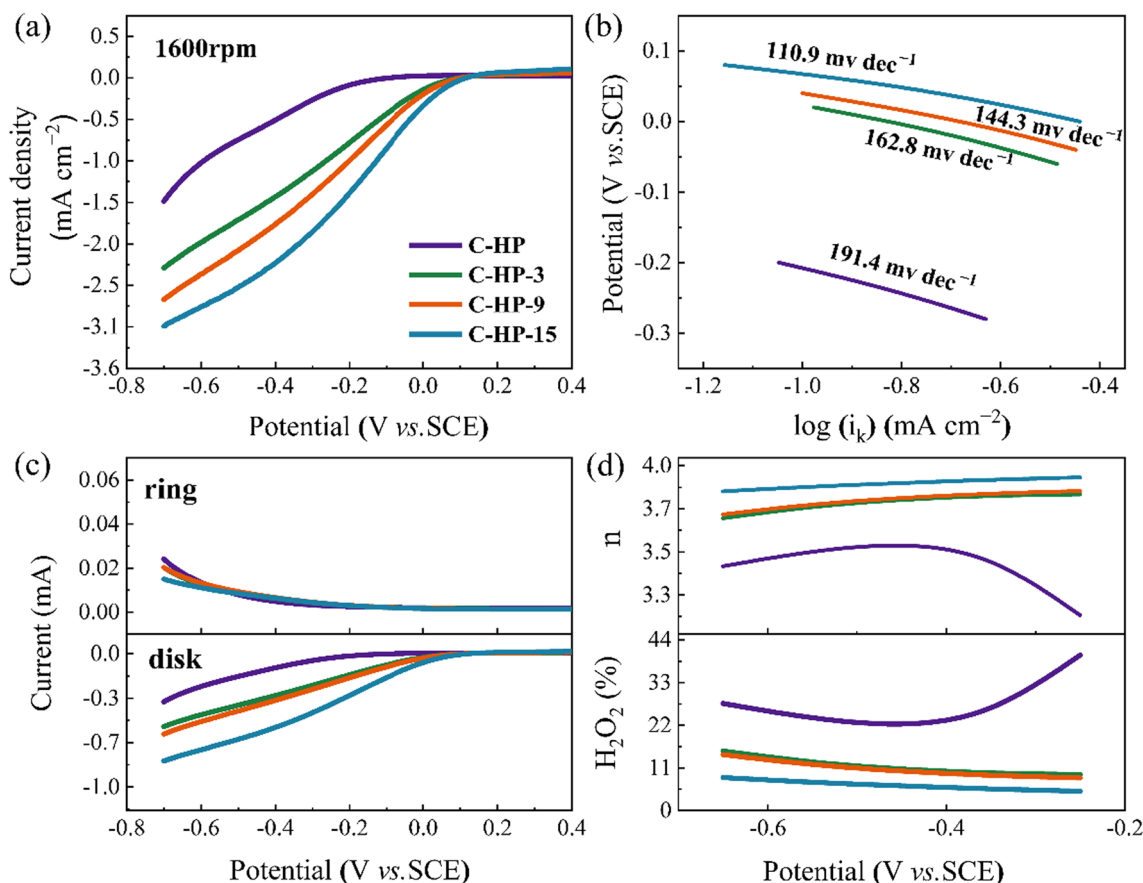 (a)
1600rpm
Current density
(mA cm⁻²)
0.5
0.0
-0.5
-1.0
-1.5
-2.0
-2.5
-3.1
-3.6
C-HP
C-HP-3
C-HP-9
C-HP-15
-0.8 -0.6 -0.4 -0.2 0.0 0.2 0.4
Potential (V vs.SCE)
(b)
Potential (V vs.SCE)
0.1
0.0
-0.1
-0.2
-0.3
110.9 mv dec⁻¹
144.3 mv dec⁻¹
162.8 mv dec⁻¹
191.4 mv dec⁻¹
-1.2 -1.0 -0.8 -0.6 -0.4
log (iₖ) (mA cm⁻²)
(c)
ring
Current (mA)
0.06
0.04
0.02
0.00
disk
0.0
-0.3
-0.7
-1.0
-0.8 -0.6 -0.4 -0.2 0.0 0.2 0.4
Potential (V vs.SCE)
(d)
n
4.0
3.7
3.5
3.3
H₂O₂ (%)
44
33
22
11
0
-0.6 -0.4
Potential (V vs.SCE)